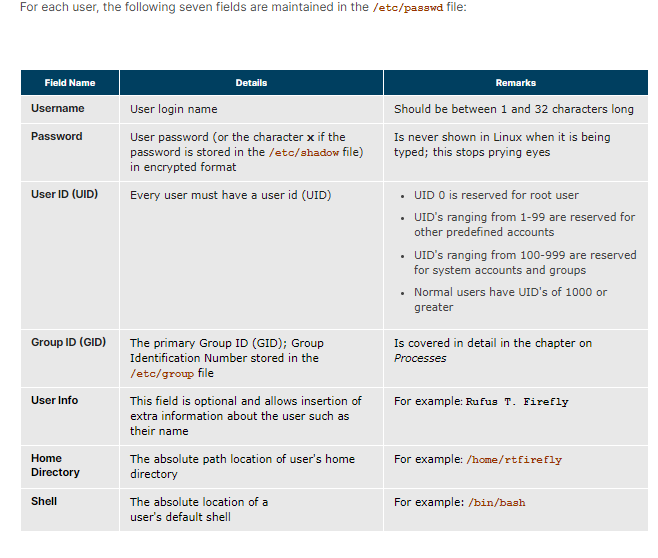 For each user, the following seven fields are maintained in the /etc/passwd file:
Field Name
Details
Remarks
Username
User login name
Should be between 1 and 32 characters long
Password
User password (or the character x if the
password is stored in the /etc/shadow file)
in encrypted format
Is never shown in Linux when it is being
typed; this stops prying eyes
User ID (UID)
Every user must have a user id (UID)
• UID 0 is reserved for root user
• UID's ranging from 1-99 are reserved for
other predefined accounts
• UID's ranging from 100-999 are reserved
for system accounts and groups
• Normal users have UID's of 1000 or
greater
Group ID (GID)
The primary Group ID (GID); Group
Identification Number stored in the
/etc/group file
Is covered in detail in the chapter on
Processes
User Info
This field is optional and allows insertion of
extra information about the user such as
their name
For example: Rufus T. Firefly
Home
Directory
The absolute path location of user's home
directory
For example: /home/rtfirefly
Shell
The absolute location of a
user's default shell
For example: /bin/bash